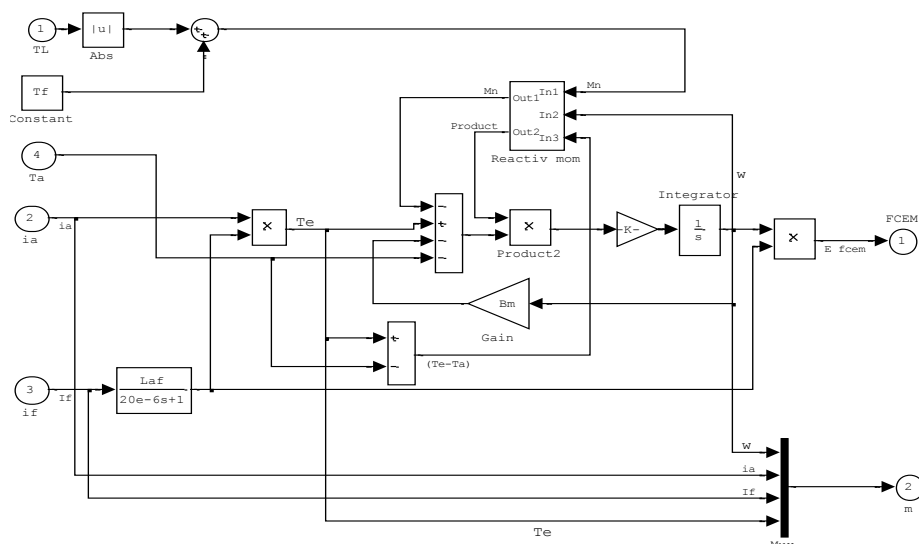 1
TL
|u|
Abs
Tf
Constant
4
Ta
2
ia
ia
Te
Mn
Out1
In1
Mn
In2
Product
Out2
In3
Reactiv mom
W
Integrator
1
s
-K-
Product2
FCEM
1
E fcem
Bm
Gain
(Te-Ta)
3
if
If
Laf
20e-6s+1
W
ia
If
Te
2
m